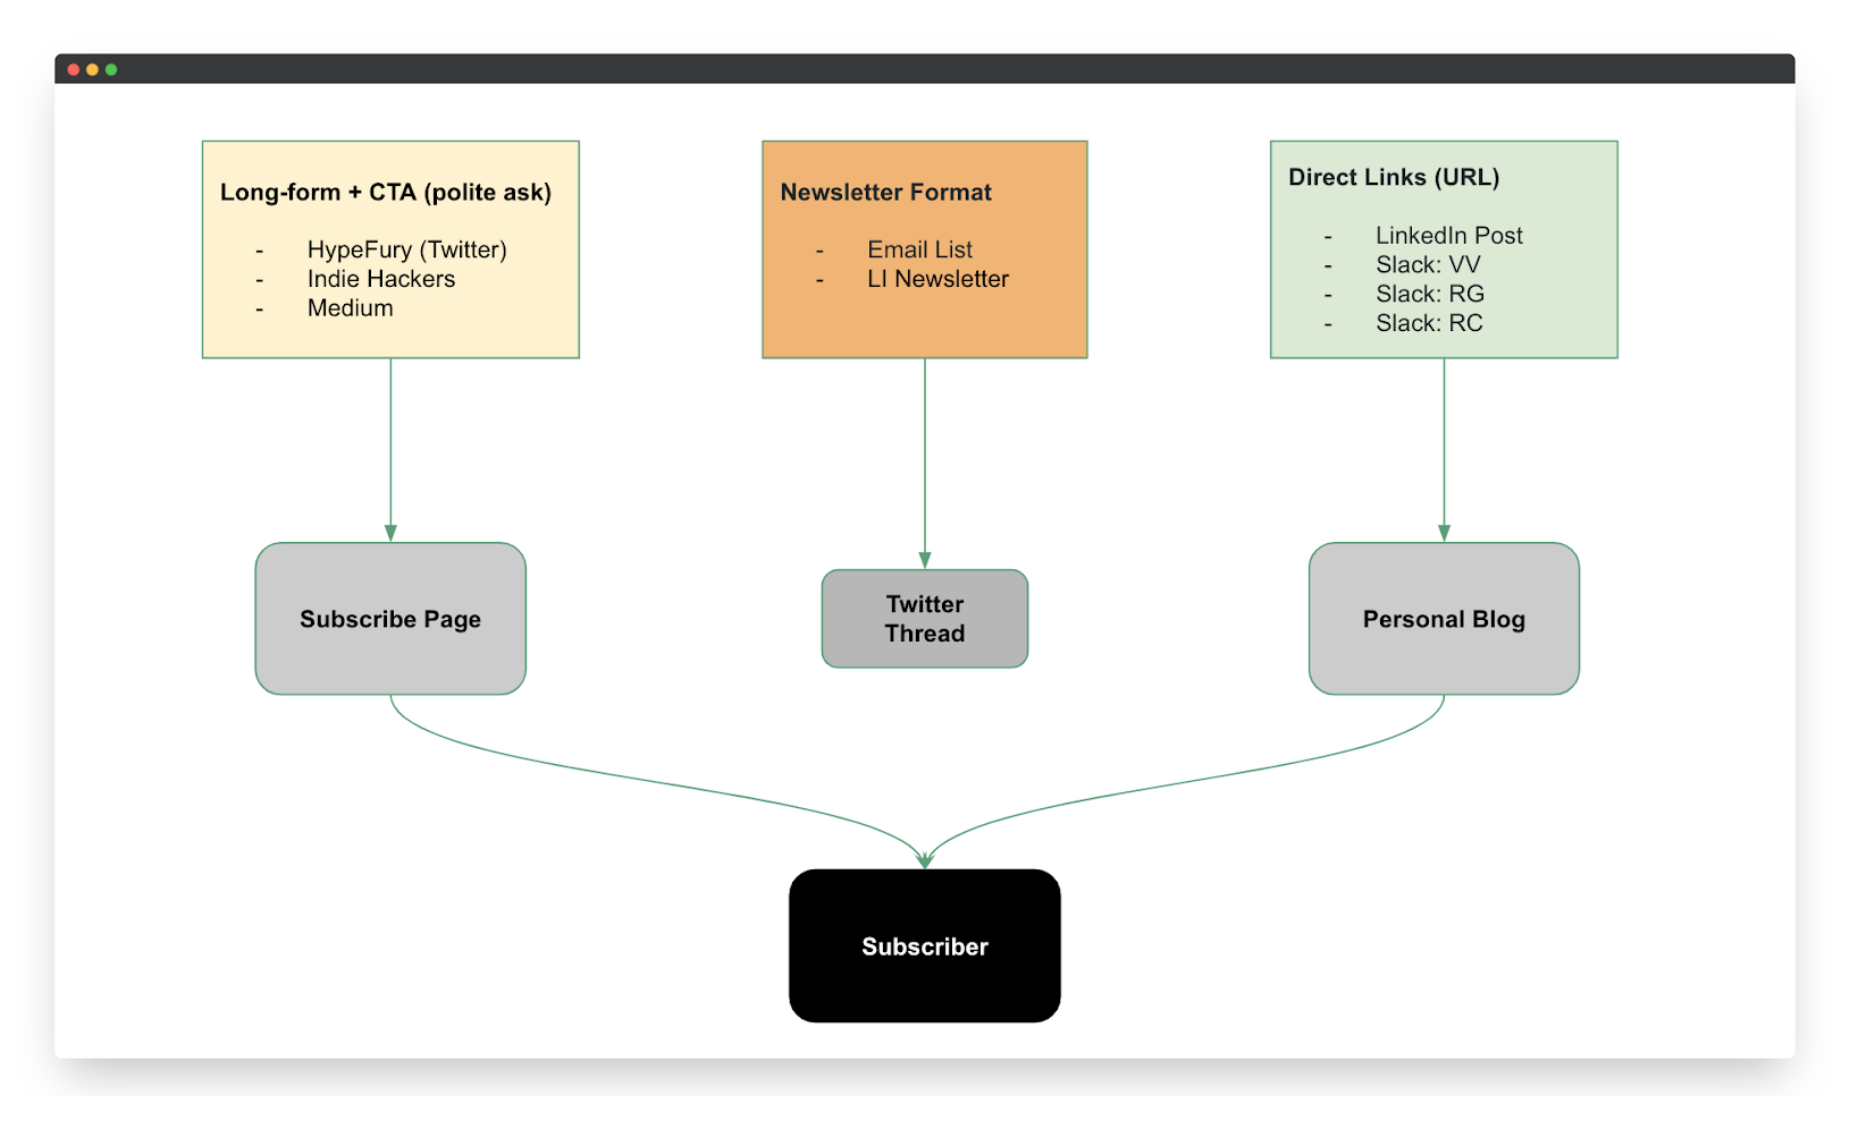 Long-form + CTA (polite ask)
- HypeFury (Twitter)
- Indie Hackers
- Medium
Newsletter Format
- Email List
- LI Newsletter
Direct Links (URL)
- LinkedIn Post
- Slack: VV
- Slack: RG
- Slack: RC
Subscribe Page
Twitter
Thread
Personal Blog
Subscriber